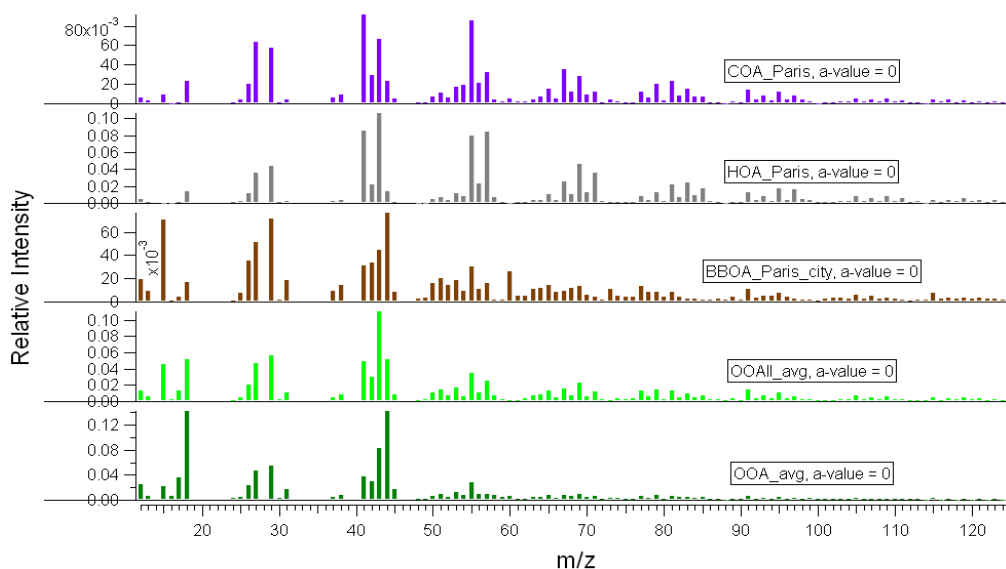 80x10-3
60
40
20
0
COA_Paris, a-value = 0
0.10
0.08
0.06
0.04
0.02
0.00
HOA_Paris, a-value = 0
60
40
20
0
x10-3
BBOA_Paris_city, a-value = 0
0.10
0.08
0.06
0.04
0.02
0.00
OOAII_avg, a-value = 0
0.12
0.08
0.04
0.00
OOA_avg, a-value = 0
Relative Intensity
20 30 40 50 60 70 80 90 100 110 120
m/z